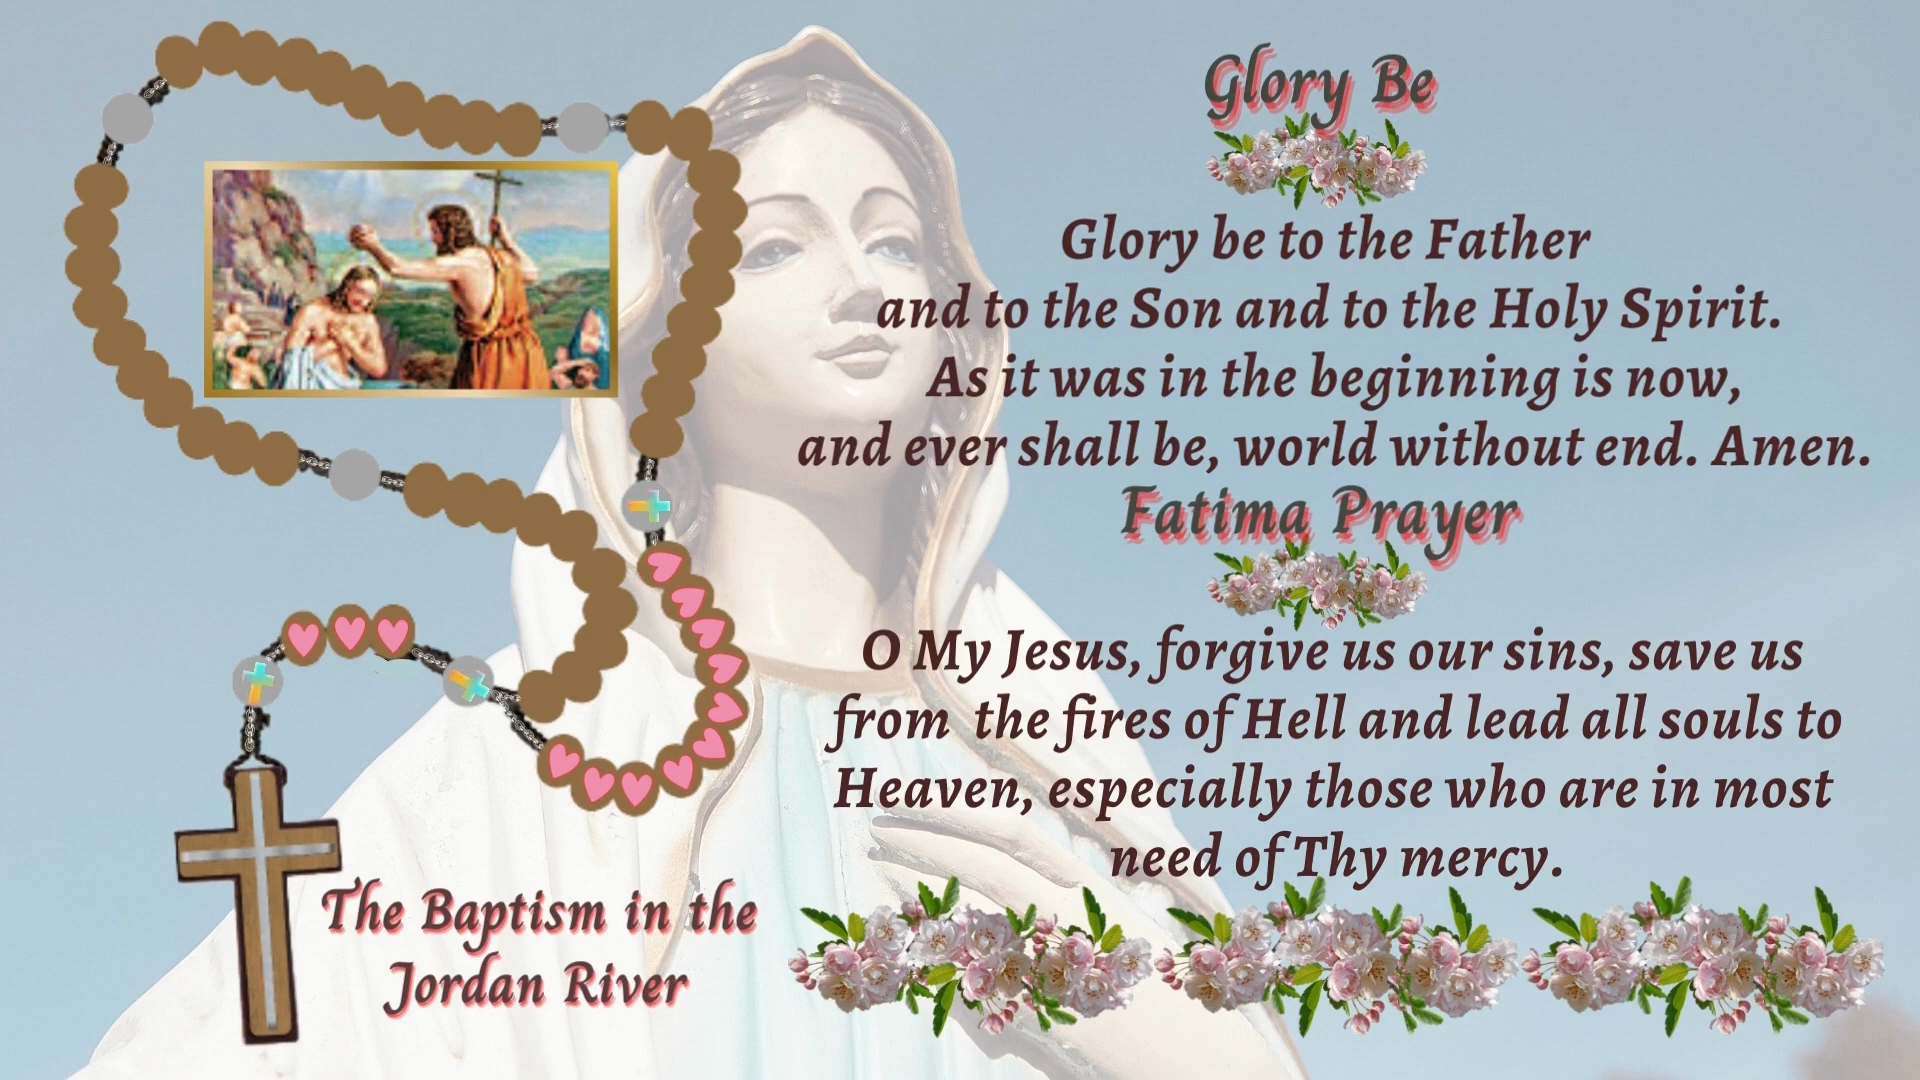 Glory Be
Glory be to the Father
and to the Son and to the Holy Spirit.
As it was in the beginning is now,
and ever shall be, world without end. Amen.
Fatima Prayer
O My Jesus, forgive us our sins, save us
from  the fires of Hell and lead all souls to
Heaven, especially those who are in most
need of Thy mercy.
The Baptism in the
Jordan River